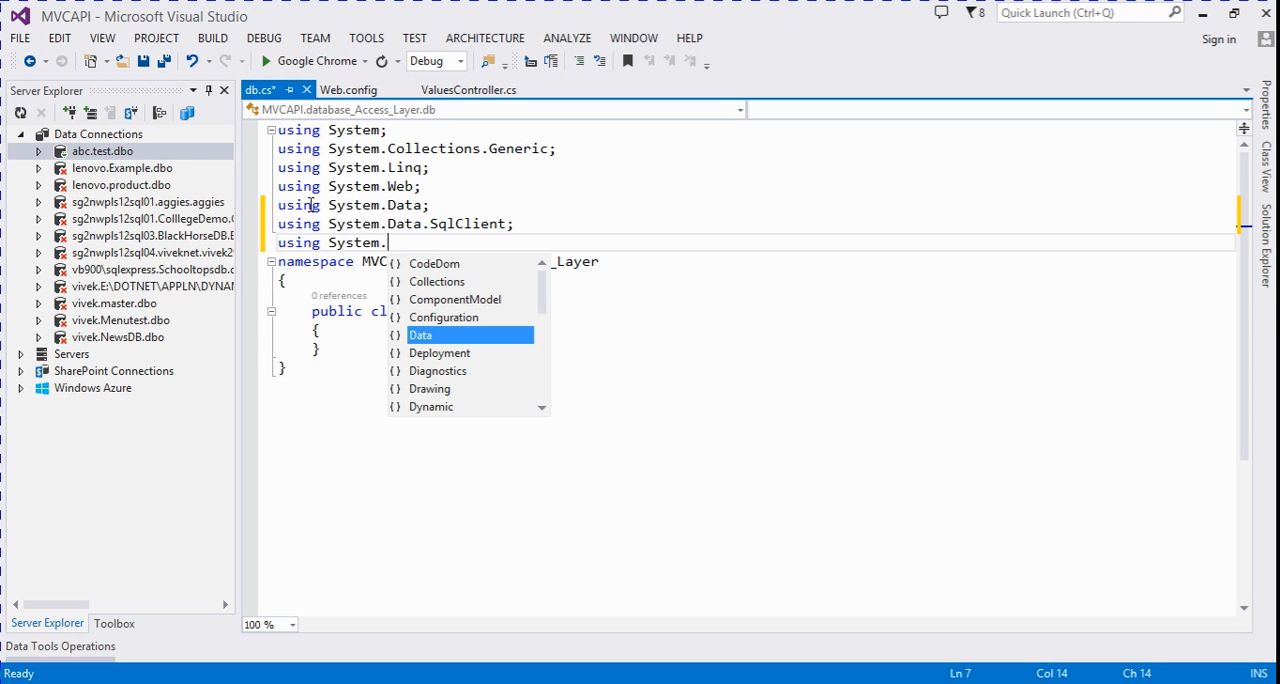 MVCAPI - Microsoft Visual Studio
8
Quick Launch (Ctrl+Q)
FILE EDIT VIEW PROJECT BUILD DEBUG TEAM TOOLS TEST ARCHITECTURE ANALYZE WINDOW HELP
Sign in
Google Chrome Debug
Server Explorer
Data Connections
abc.test.dbo
lenovo.Example.dbo
lenovo.product.dbo
sg2nwpls12sql01.aggies.aggies
sg2nwpls12sql01.ColllegeDemo.C
sg2nwpls12sql03.BlackHorseDB.E
sg2nwpls12sql04.viveknet.vivek2
vb900\sqlexpress.Schooltopsdb.d
vivek.E:\DOTNET\APPLN\DYNAM
vivek.master.dbo
vivek.Menutest.dbo
vivek.NewsDB.dbo
Servers
SharePoint Connections
Windows Azure
Server Explorer Toolbox
Data Tools Operations
db.cs* Web.config ValuesController.cs
MVCAPI.database_Access_Layer.db
using System;
using System.Collections.Generic;
using System.Linq;
using System.Web;
using System.Data;
using System.Data.SqlClient;
using System.
namespace MVC _Layer
{
0 references
public cl
{
}
}
{} CodeDom
{} Collections
{} ComponentModel
{} Configuration
{} Data
{} Deployment
{} Diagnostics
{} Drawing
{} Dynamic
100 %
Properties
Class View
Solution Explorer
Ready Ln 7 Col 14 Ch 14 INS